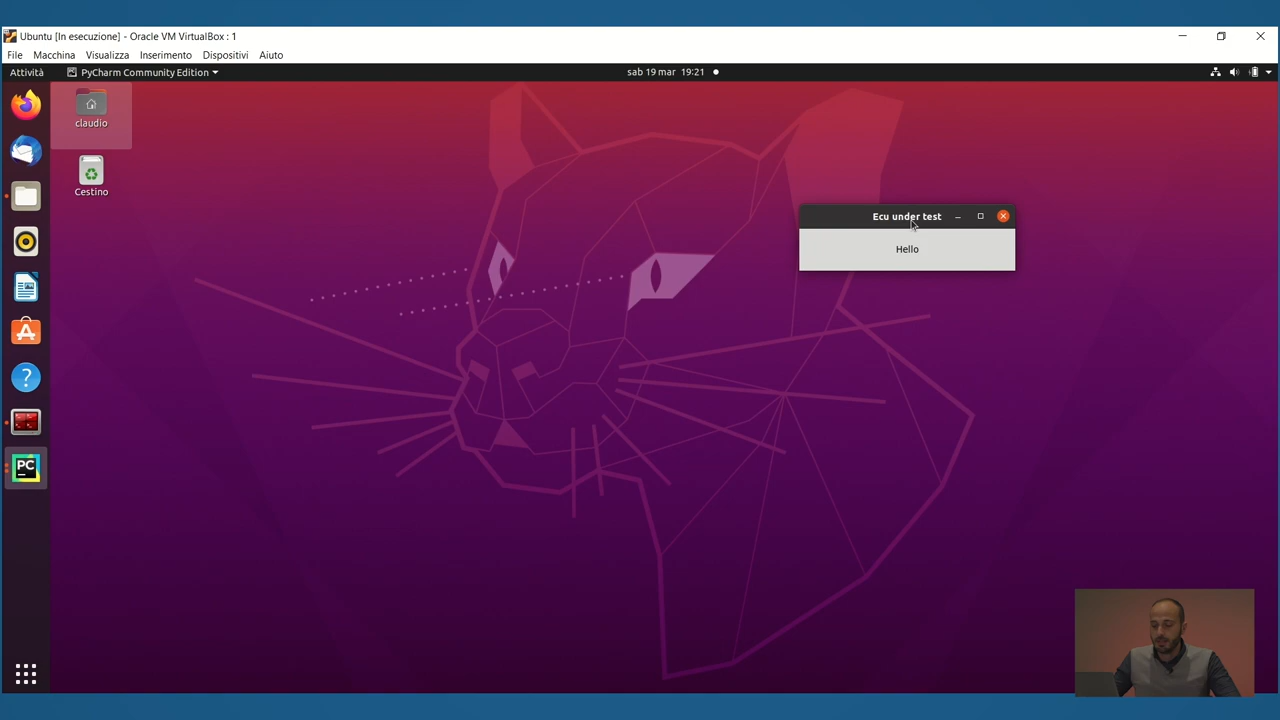 Ubuntu [In esecuzione] - Oracle VM VirtualBox : 1
File Macchina Visualizza Inserimento Dispositivi Aiuto
Attività PyCharm Community Edition sab 19 mar 19:21
claudio
Cestino
Ecu under test
Hello
PC